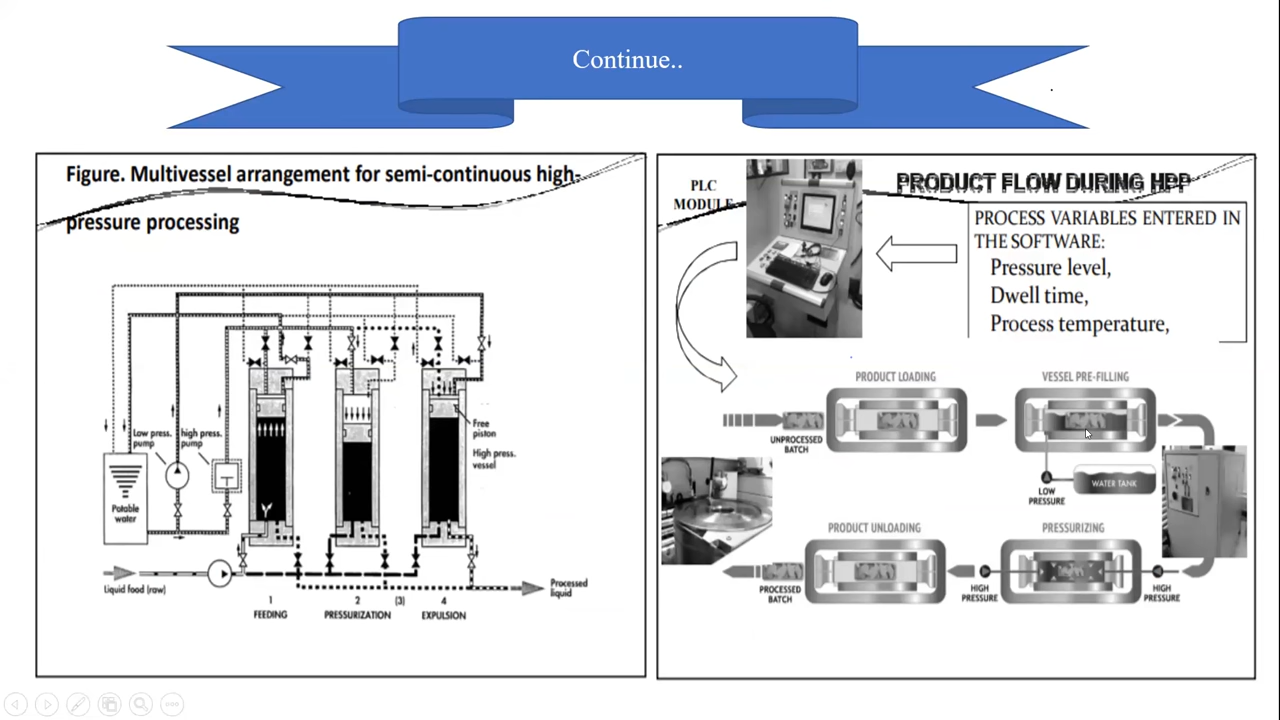 Continue..
Figure. Multivessel arrangement for semi-continuous high-
pressure processing
Low press.
pump
high press.
pump
Free
piston
High press.
vessel
Potable
water
Liquid food (raw)
Processed
liquid
1 2 (3) 4
FEEDING PRESSURIZATION EXPULSION
PLC
MODULE
PRODUCT FLOW DURING HPP
PROCESS VARIABLES ENTERED IN
THE SOFTWARE:
Pressure level,
Dwell time,
Process temperature,
PRODUCT LOADING
VESSEL PRE-FILLING
UNPROCESSED
BATCH
LOW
PRESSURE
WATER TANK
PRODUCT UNLOADING
PRESSURIZING
PROCESSED
BATCH
HIGH
PRESSURE
HIGH
PRESSURE